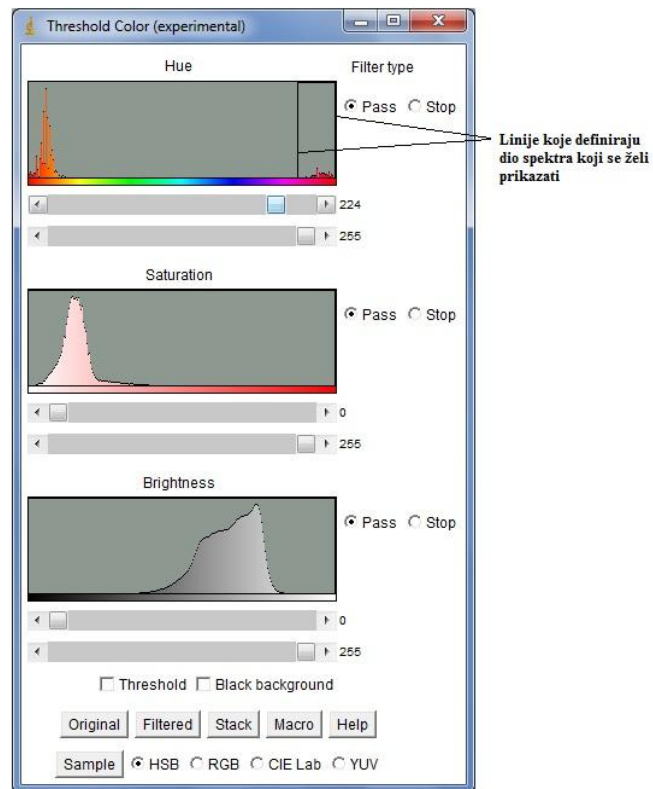 Threshold Color (experimental)
Hue
Filter type
Pass Stop
Linije koje definiraju
dio spektra koji se želi
prikazati
224
255
Saturation
Pass Stop
0
255
Brightness
Pass Stop
0
255
Threshold Black background
Original Filtered Stack Macro Help
Sample HSB RGB CIE Lab YUV